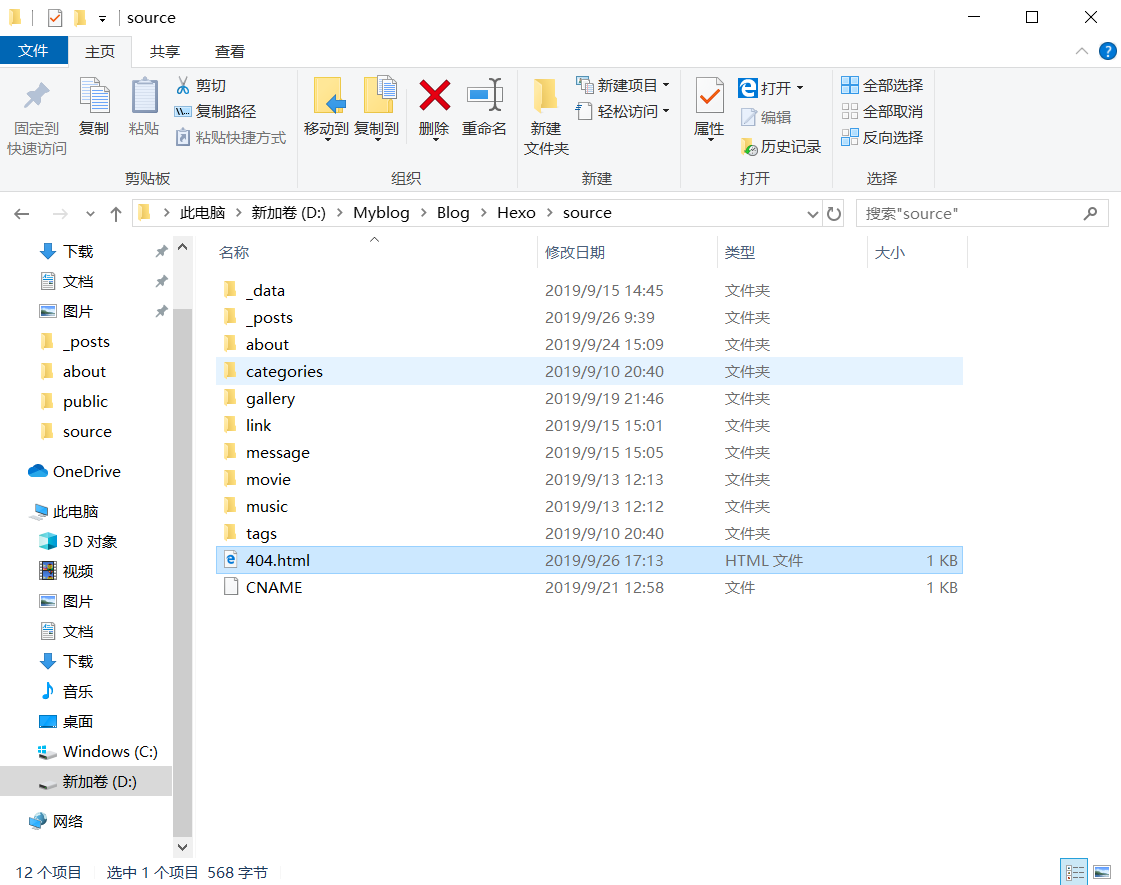 source
文件 主页 共享 查看
固定到快速访问 复制 粘贴 剪切 复制路径 粘贴快捷方式 剪贴板
移动到 复制到 删除 重命名 组织
新建文件夹 新建项目 轻松访问 新建
属性 打开 编辑 历史记录 打开
全部选择 全部取消 反向选择 选择
此电脑 > 新加卷 (D:) > Myblog > Blog > Hexo > source 搜索"source"
下载
文档
图片
_posts
about
public
source
OneDrive
此电脑
3D 对象
视频
图片
文档
下载
音乐
桌面
Windows (C:)
新加卷 (D:)
网络
名称 修改日期 类型 大小
_data 2019/9/15 14:45 文件夹
_posts 2019/9/26 9:39 文件夹
about 2019/9/24 15:09 文件夹
categories 2019/9/10 20:40 文件夹
gallery 2019/9/19 21:46 文件夹
link 2019/9/15 15:01 文件夹
message 2019/9/15 15:05 文件夹
movie 2019/9/13 12:13 文件夹
music 2019/9/13 12:12 文件夹
tags 2019/9/10 20:40 文件夹
404.html 2019/9/26 17:13 HTML 文件 1 KB
CNAME 2019/9/21 12:58 文件 1 KB
12 个项目 选中 1 个项目 568 字节